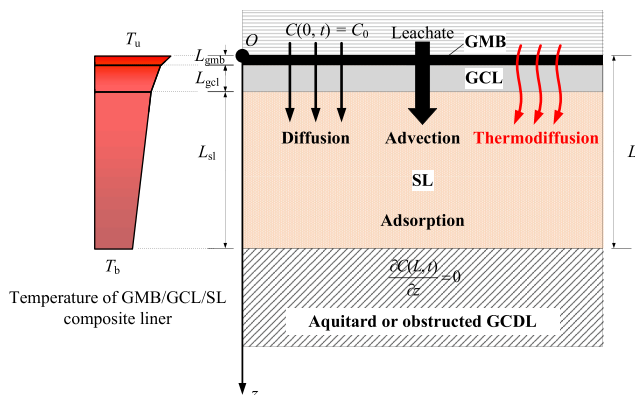 T_u
O
C(0, t) = C_0
Leachate
GMB
L_gmb
GCL
L_gcl
Diffusion
Advection
Thermodiffusion
L_sl
L
SL
Adsorption
T_b
∂C(L,t)/∂z = 0
Temperature of GMB/GCL/SL
composite liner
Aquitard or obstructed GCDL
z